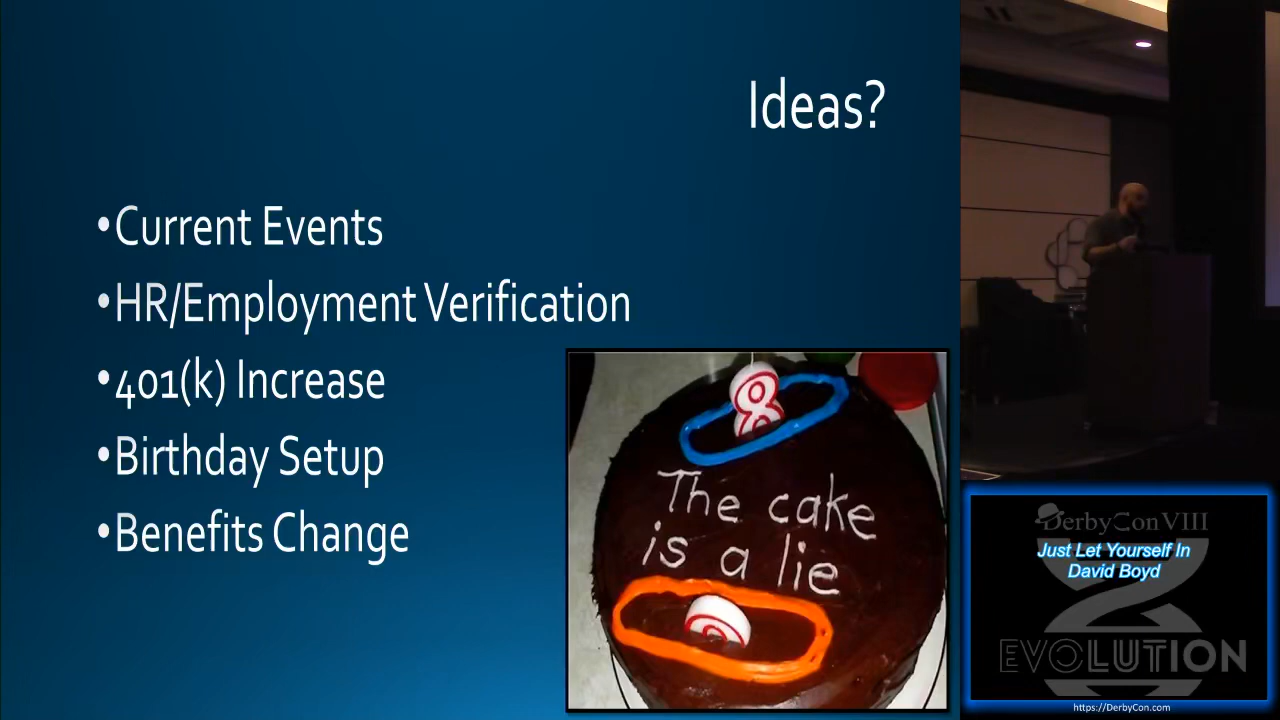 Ideas?
•Current Events
•HR/Employment Verification
•401(k) Increase
•Birthday Setup
•Benefits Change
8
The cake
is a lie
DerbyCon VIII
Just Let Yourself In
David Boyd
EVOLUTION
https://DerbyCon.com